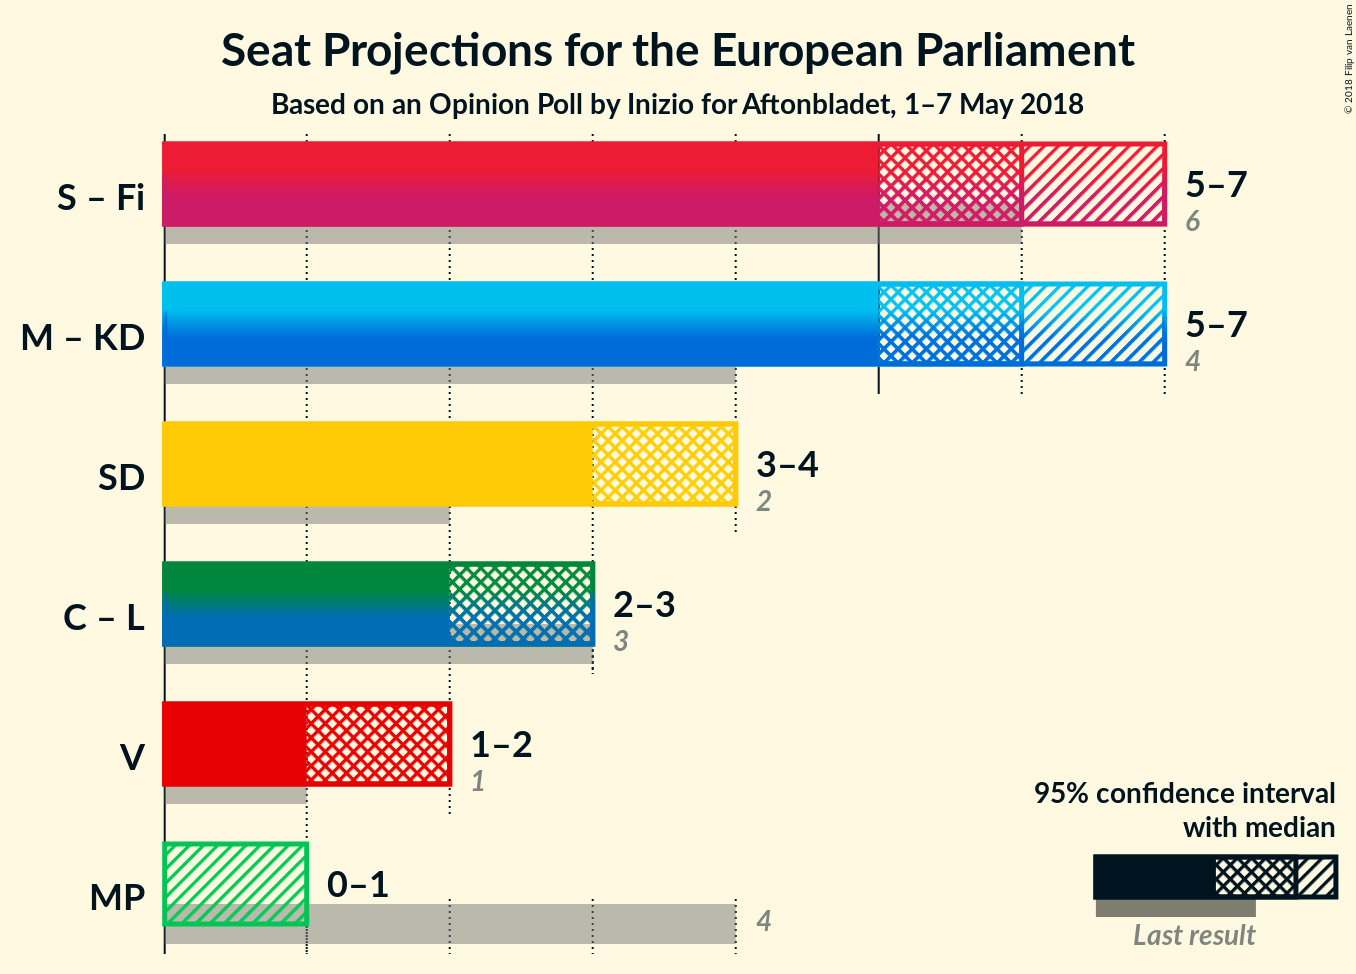 Seat Projections for the European Parliament
Based on an Opinion Poll by Inizio for Aftonbladet, 1–7 May 2018
© 2018 Filip van Laenen
S – Fi
5–7
6
M – KD
5–7
4
SD
3–4
2
C – L
2–3
3
V
1–2
1
MP
0–1
4
95% confidence interval
with median
Last result